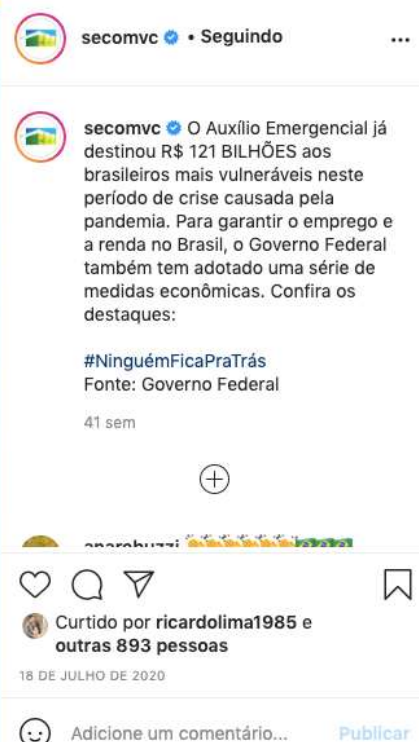 secomvc • Seguindo
secomvc O Auxílio Emergencial já
destinou R$ 121 BILHÕES aos
brasileiros mais vulneráveis neste
período de crise causada pela
pandemia. Para garantir o emprego e
a renda no Brasil, o Governo Federal
também tem adotado uma série de
medidas econômicas. Confira os
destaques:
#NinguémFicaPraTrás
Fonte: Governo Federal
41 sem
Curtido por ricardolima1985 e
outras 893 pessoas
18 DE JULHO DE 2020
Adicione um comentário... Publicar